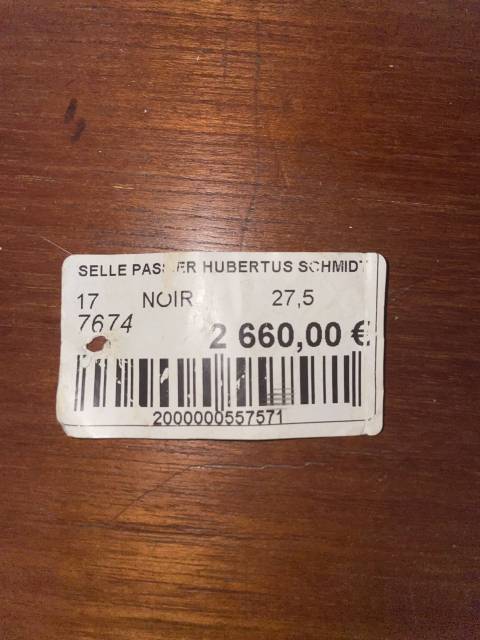 SELLE PASSIER HUBERTUS SCHMIDT
17 NOIR 27,5
7674
2 660,00 €
2000000557571